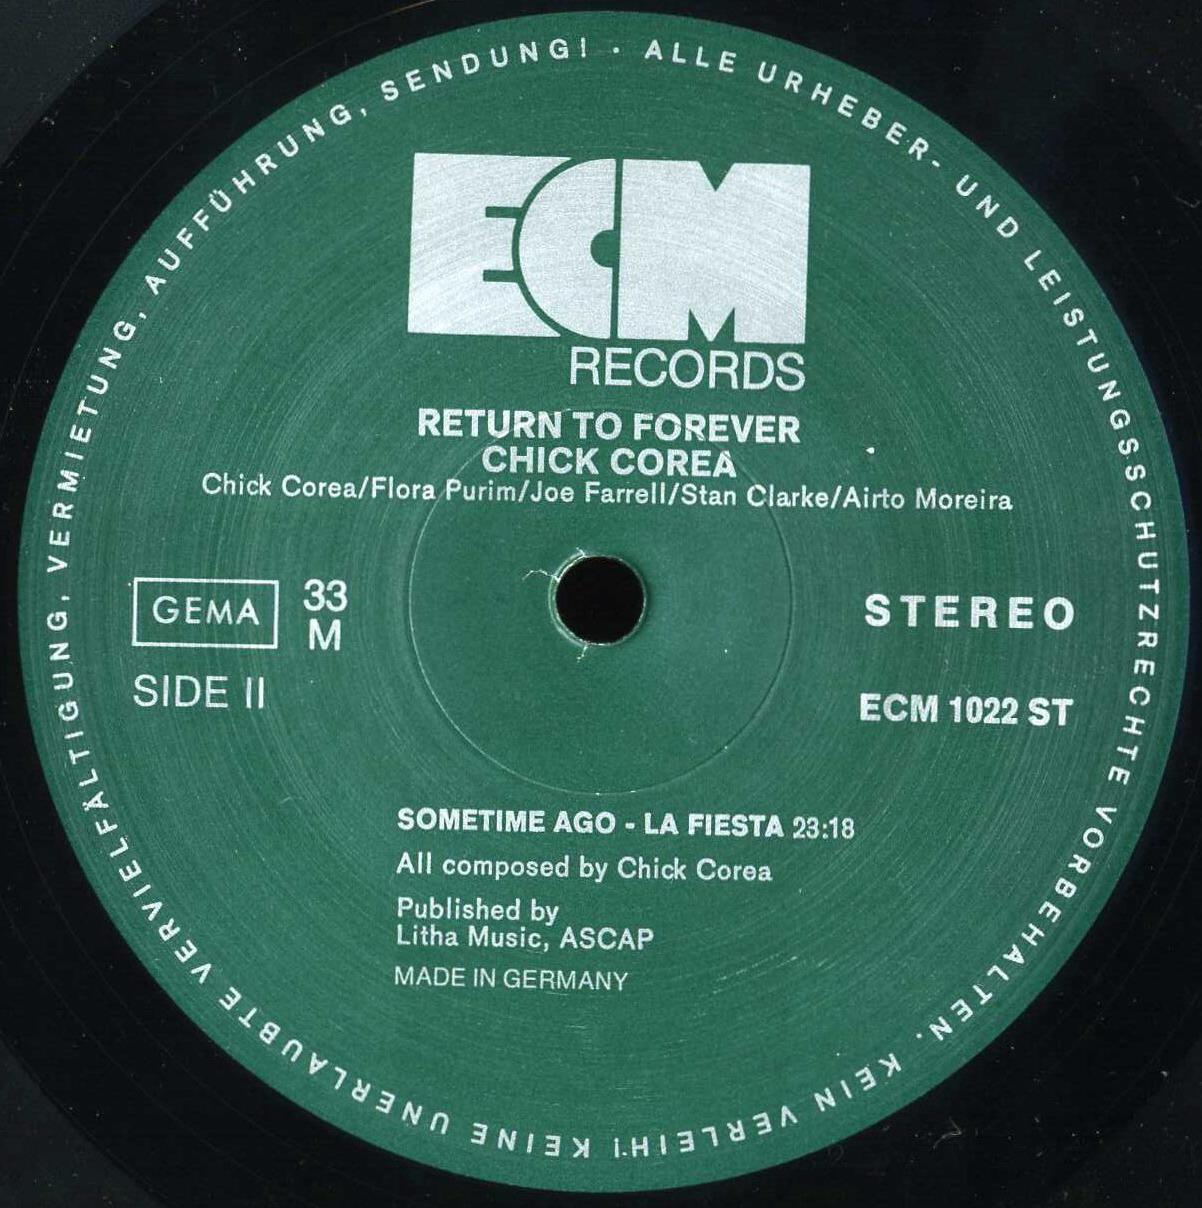 ALLE URHEBER- UND LEISTUNGSSCHUTZRECHTE VORBEHALTEN. KEIN VERLEIH! KEINE UNERLAUBTE VERVIELFÄLTIGUNG, VERMIETUNG, AUFFÜHRUNG, SENDUNG! ·
ECM
RECORDS
RETURN TO FOREVER
CHICK COREA
Chick Corea/Flora Purim/Joe Farrell/Stan Clarke/Airto Moreira
GEMA
33
M
SIDE II
STEREO
ECM 1022 ST
SOMETIME AGO - LA FIESTA 23:18
All composed by Chick Corea
Published by
Litha Music, ASCAP
MADE IN GERMANY